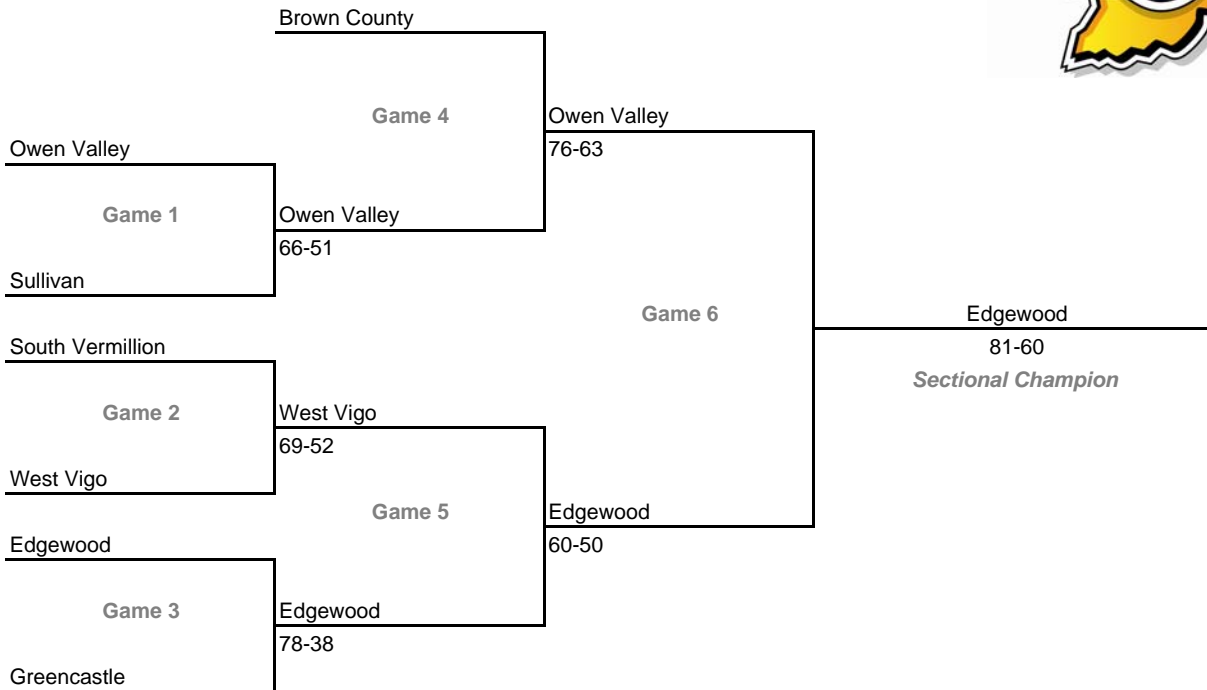 Brown County
Game 4
Owen Valley
Owen Valley
76-63
Game 1
Owen Valley
66-51
Sullivan
Game 6
Edgewood
South Vermillion
81-60
Sectional Champion
Game 2
West Vigo
69-52
West Vigo
Game 5
Edgewood
Edgewood
60-50
Game 3
Edgewood
78-38
Greencastle